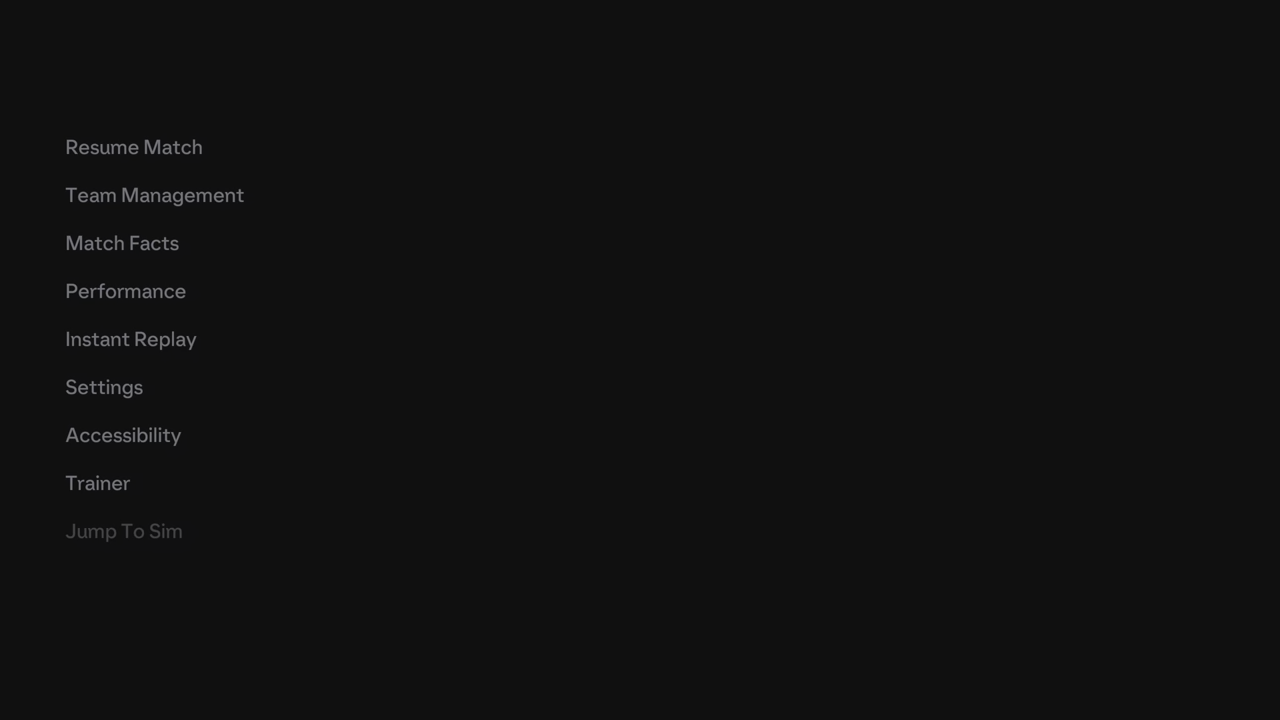 Resume Match
Team Management
Match Facts
Performance
Instant Replay
Settings
Accessibility
Trainer
Jump To Sim